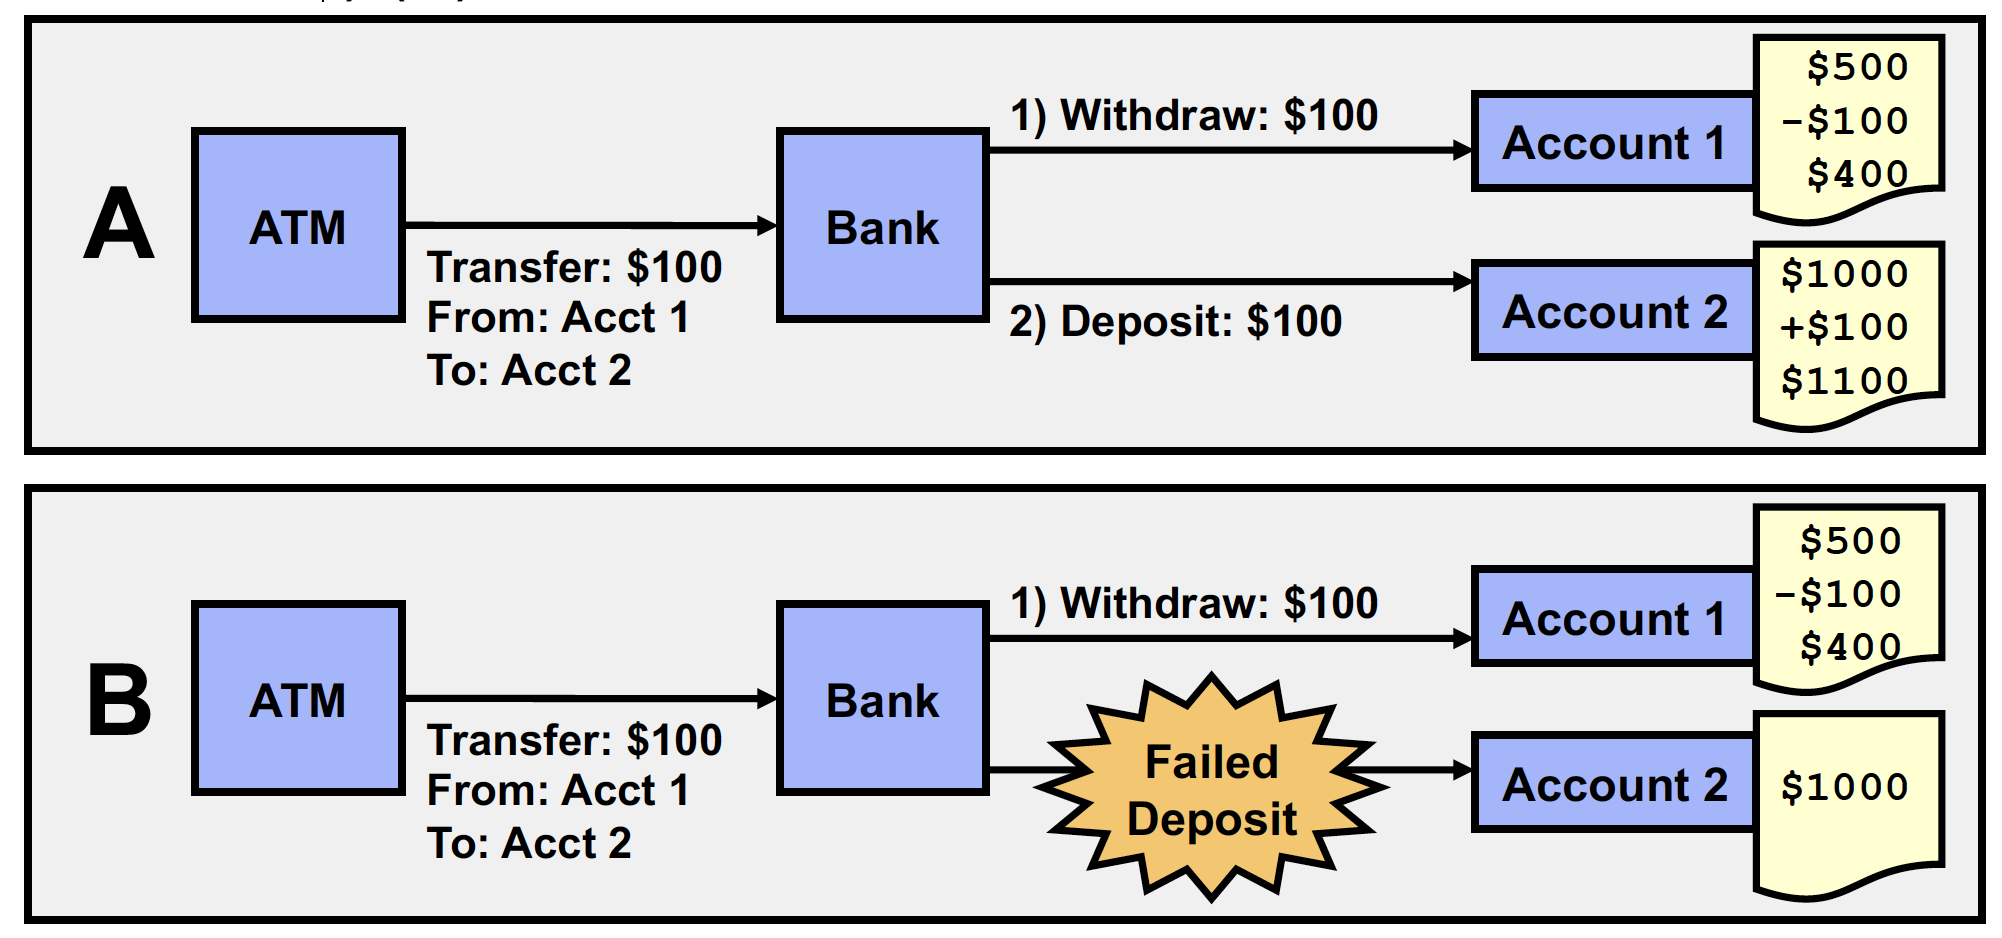 A
ATM
Transfer: $100
From: Acct 1
To: Acct 2
Bank
1) Withdraw: $100
2) Deposit: $100
Account 1
$500
-$100
$400
Account 2
$1000
+$100
$1100
B
ATM
Transfer: $100
From: Acct 1
To: Acct 2
Bank
1) Withdraw: $100
Failed
Deposit
Account 1
$500
-$100
$400
Account 2
$1000